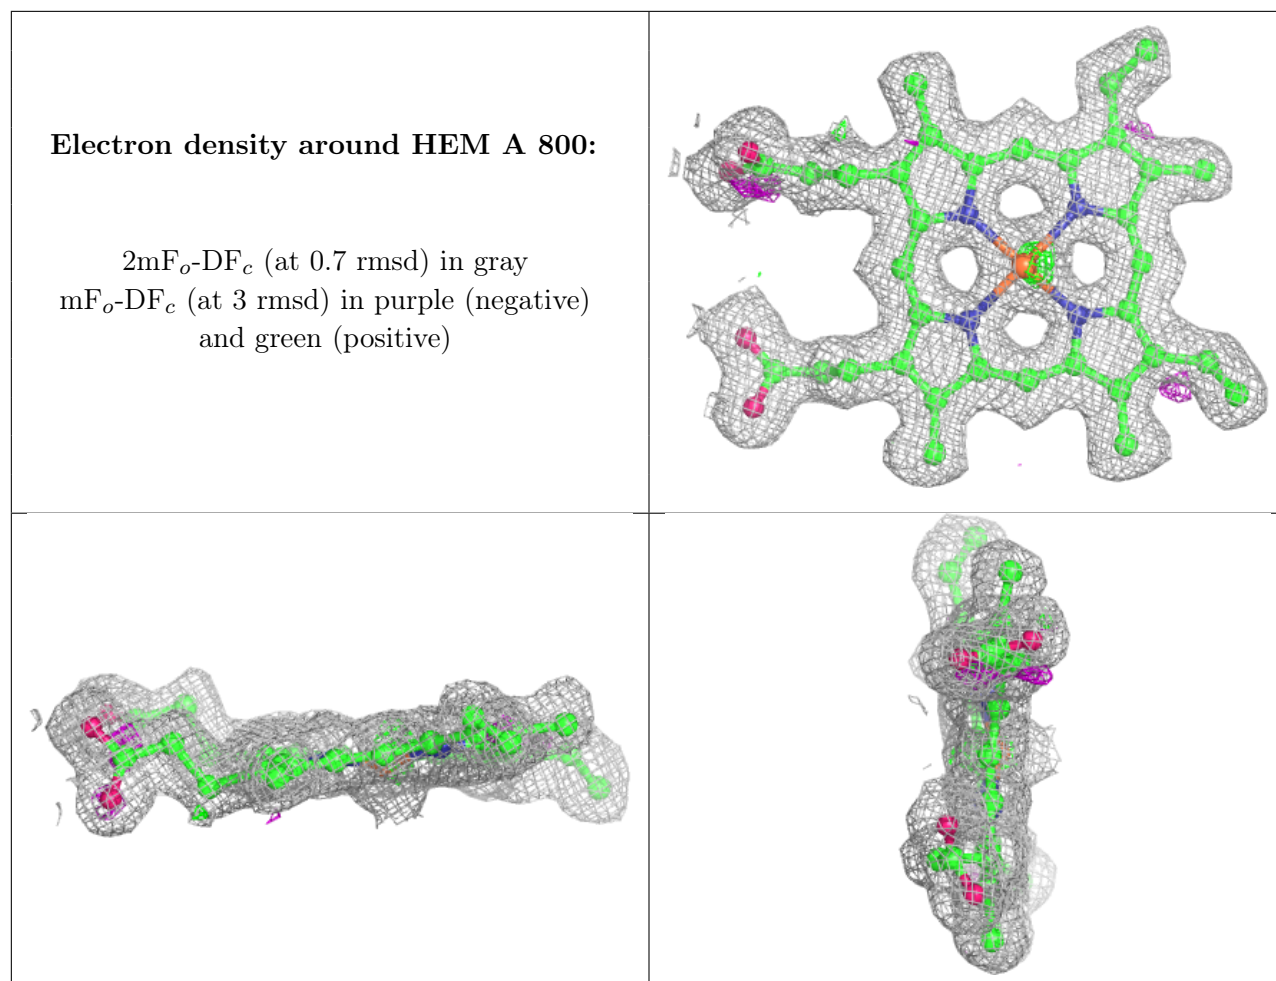 Electron density around HEM A 800:
2mFo-DFc (at 0.7 rmsd) in gray
mFo-DFc (at 3 rmsd) in purple (negative)
and green (positive)